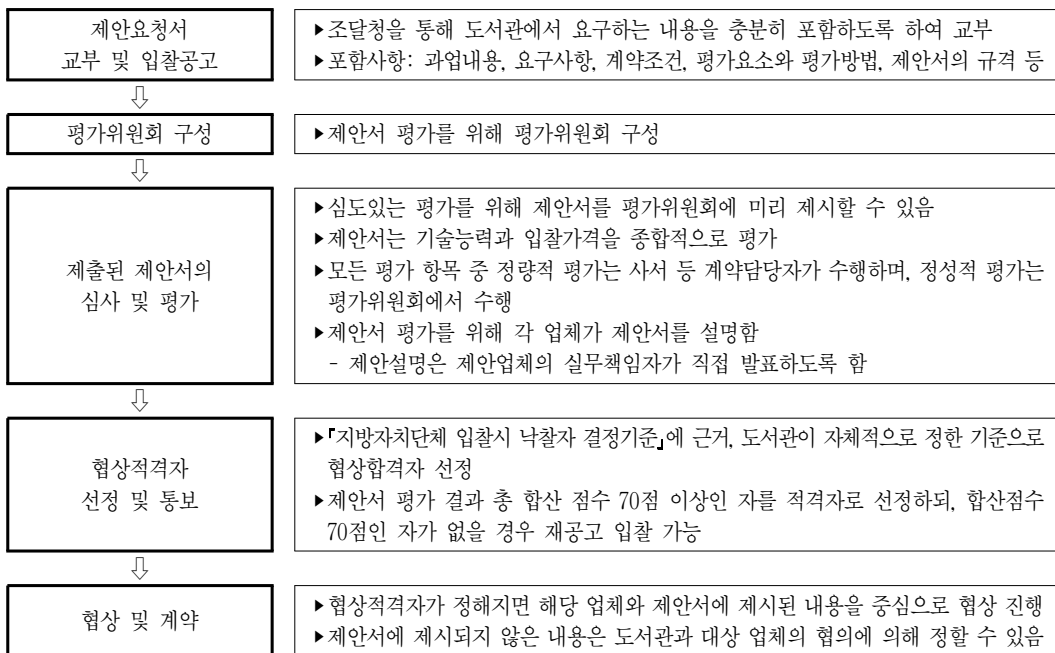 제안요청서
교부 및 입찰공고
▶조달청을 통해 도서관에서 요구하는 내용을 충분히 포함하도록 하여 교부
▶포함사항: 과업내용, 요구사항, 계약조건, 평가요소와 평가방법, 제안서의 규격 등
⇩
평가위원회 구성
▶제안서 평가를 위해 평가위원회 구성
⇩
제출된 제안서의
심사 및 평가
▶심도있는 평가를 위해 제안서를 평가위원회에 미리 제시할 수 있음
▶제안서는 기술능력과 입찰가격을 종합적으로 평가
▶모든 평가 항목 중 정량적 평가는 사서 등 계약담당자가 수행하며, 정성적 평가는
평가위원회에서 수행
▶제안서 평가를 위해 각 업체가 제안서를 설명함
- 제안설명은 제안업체의 실무책임자가 직접 발표하도록 함
⇩
협상적격자
선정 및 통보
▶『지방자치단체 입찰시 낙찰자 결정기준』에 근거, 도서관이 자체적으로 정한 기준으로
협상합격자 선정
▶제안서 평가 결과 총 합산 점수 70점 이상인 자를 적격자로 선정하되, 합산점수
70점인 자가 없을 경우 재공고 입찰 가능
⇩
협상 및 계약
▶협상적격자가 정해지면 해당 업체와 제안서에 제시된 내용을 중심으로 협상 진행
▶제안서에 제시되지 않은 내용은 도서관과 대상 업체의 협의에 의해 정할 수 있음